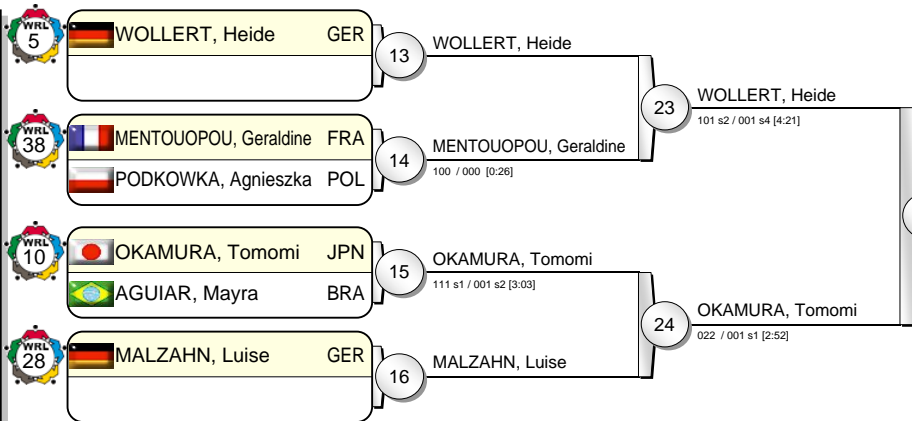 WRL
5
WOLLERT, Heide GER
13
WOLLERT, Heide
23
WOLLERT, Heide
101 s2 / 001 s4 [4:21]
WRL
38
MENTOUOPOU, Geraldine FRA
PODKOWKA, Agnieszka POL
14
MENTOUOPOU, Geraldine
100 / 000 [0:26]
WRL
10
OKAMURA, Tomomi JPN
AGUIAR, Mayra BRA
15
OKAMURA, Tomomi
111 s1 / 001 s2 [3:03]
24
OKAMURA, Tomomi
022 / 001 s1 [2:52]
WRL
28
MALZAHN, Luise GER
16
MALZAHN, Luise